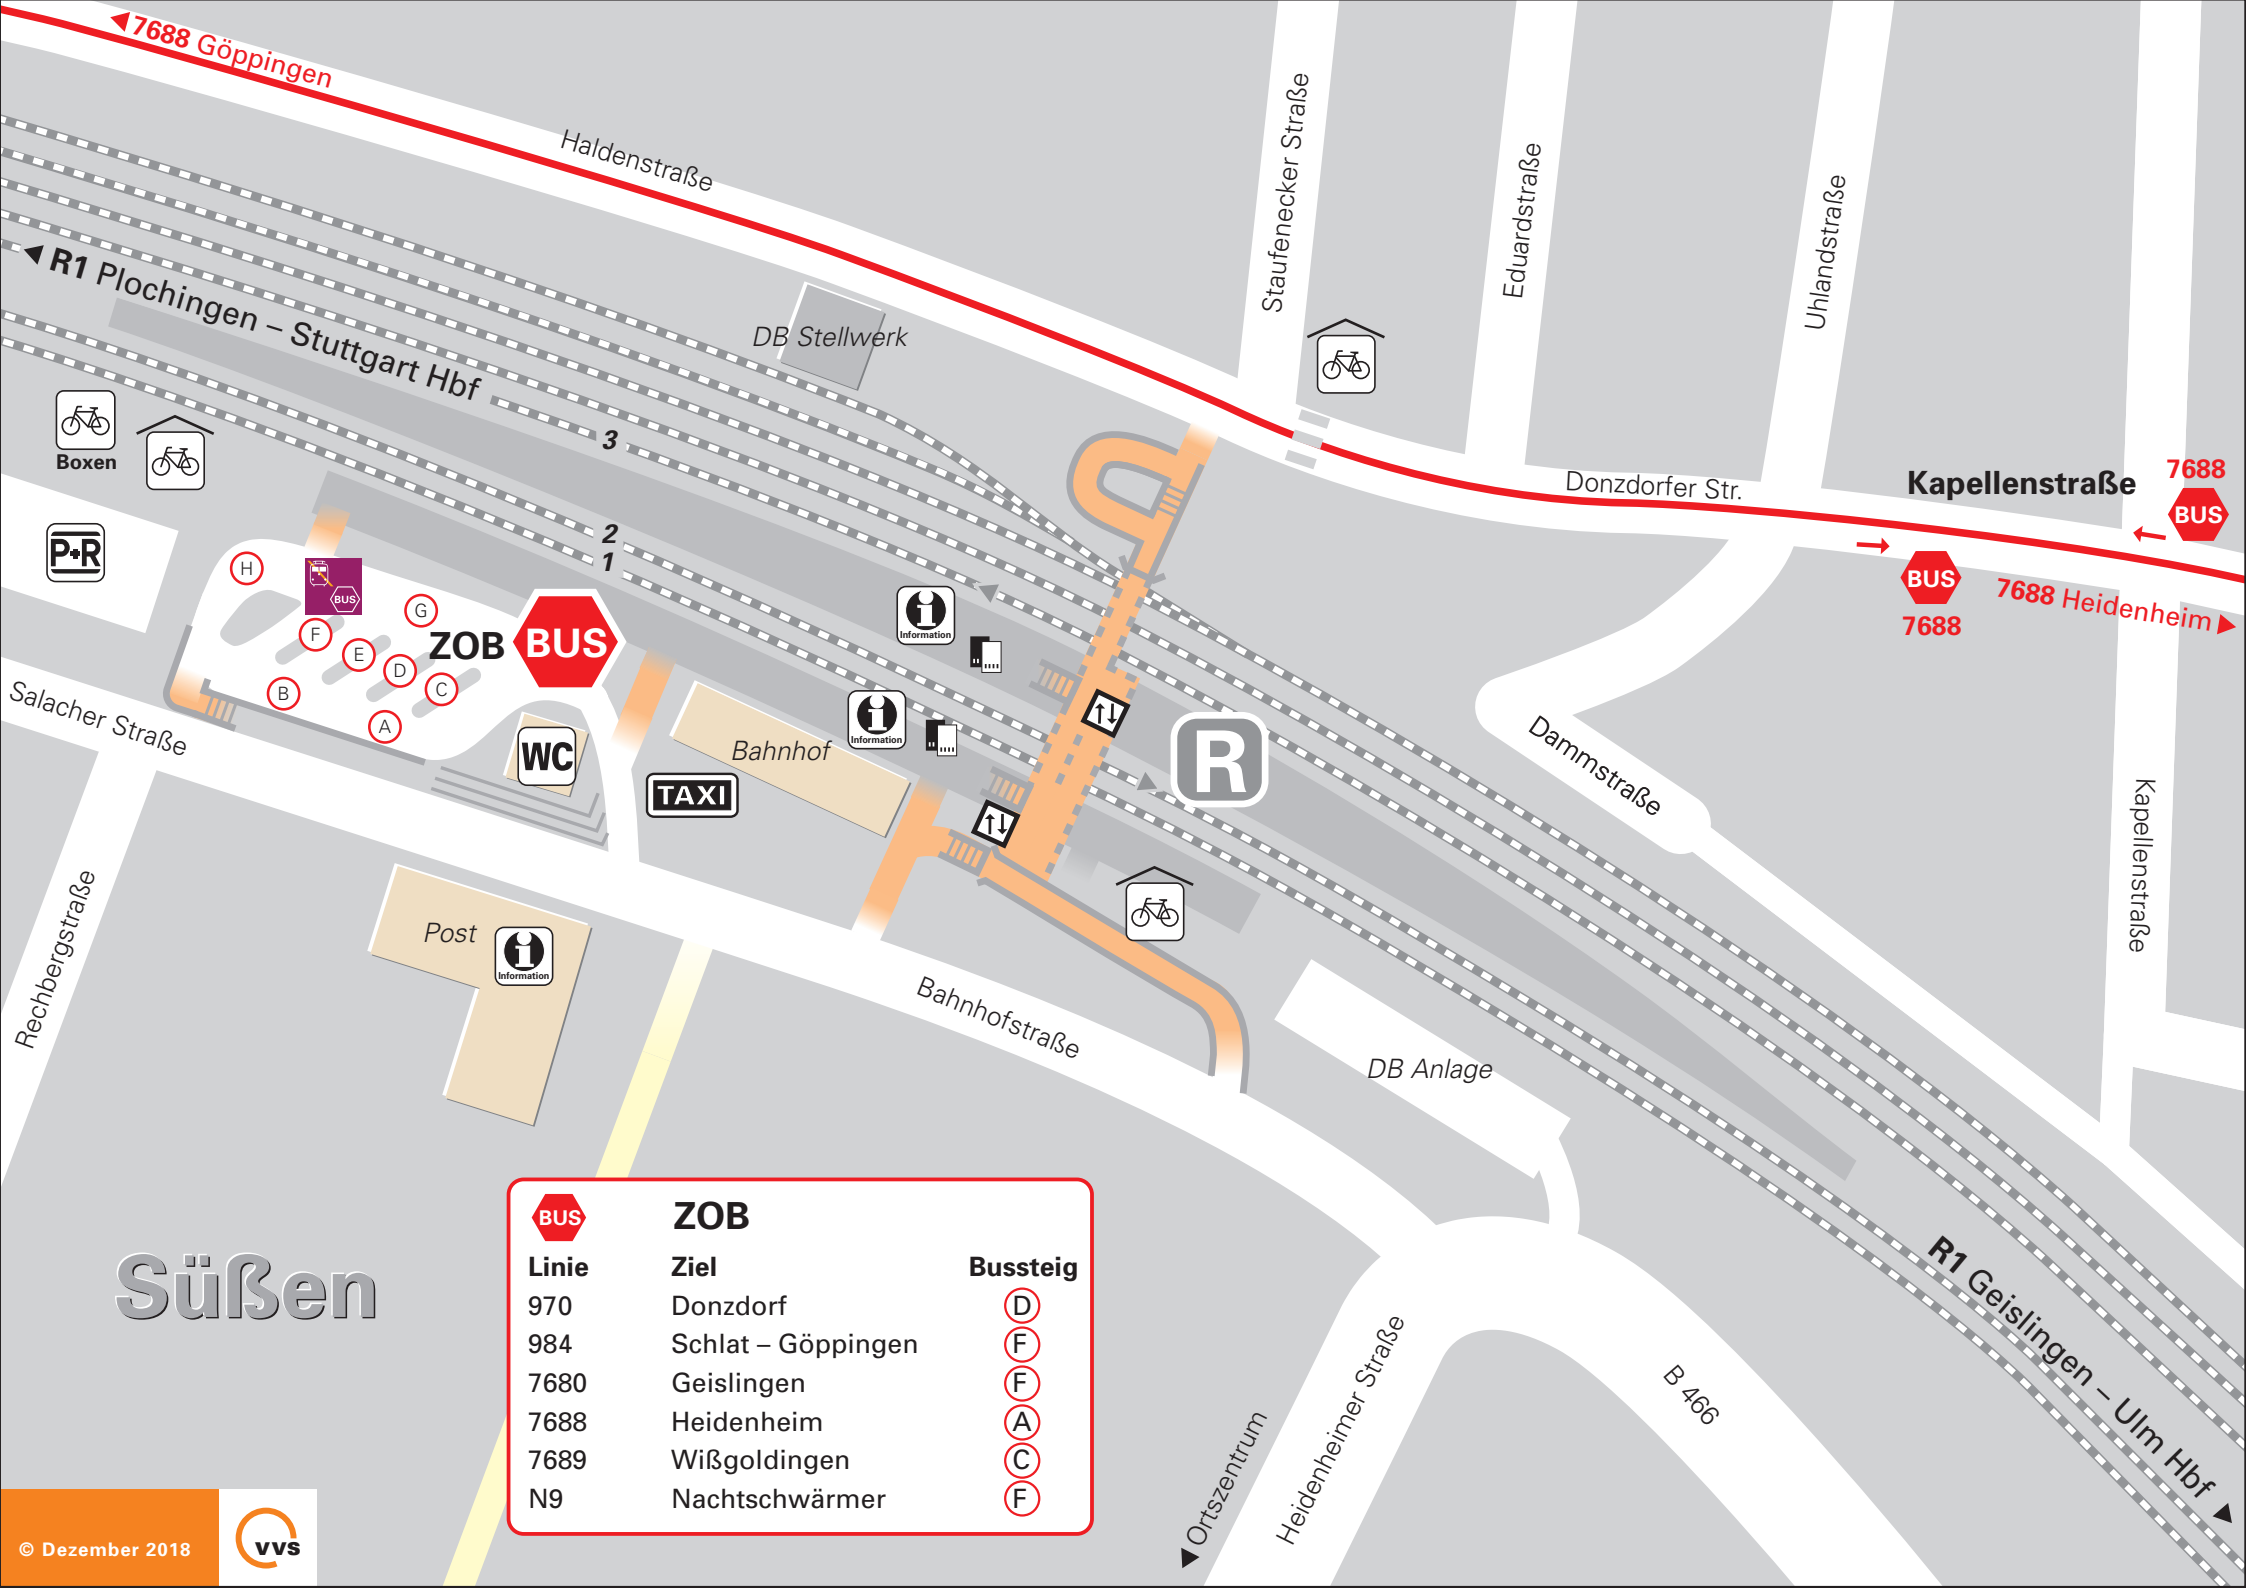 7688 Göppingen
Haldenstraße
Staufenecker Straße
Eduardstraße
Uhlandstraße
R1 Plochingen – Stuttgart Hbf
DB Stellwerk
3
2
1
Boxen
P+R
Donzdorfer Str.
Kapellenstraße
7688
BUS
BUS
7688
7688 Heidenheim
H
BUS
G
F
E
D
C
B
A
ZOB
BUS
Information
Information
Salacher Straße
WC
Bahnhof
TAXI
R
Dammstraße
Kapellenstraße
Rechbergstraße
Post
Information
Bahnhofstraße
DB Anlage
Süßen
BUS ZOB
Linie Ziel Bussteig
970 Donzdorf D
984 Schlat – Göppingen F
7680 Geislingen F
7688 Heidenheim A
7689 Wißgoldingen C
N9 Nachtschwärmer F
R1 Geislingen – Ulm Hbf
B 466
Heidenheimer Straße
Ortszentrum
© Dezember 2018
vvs